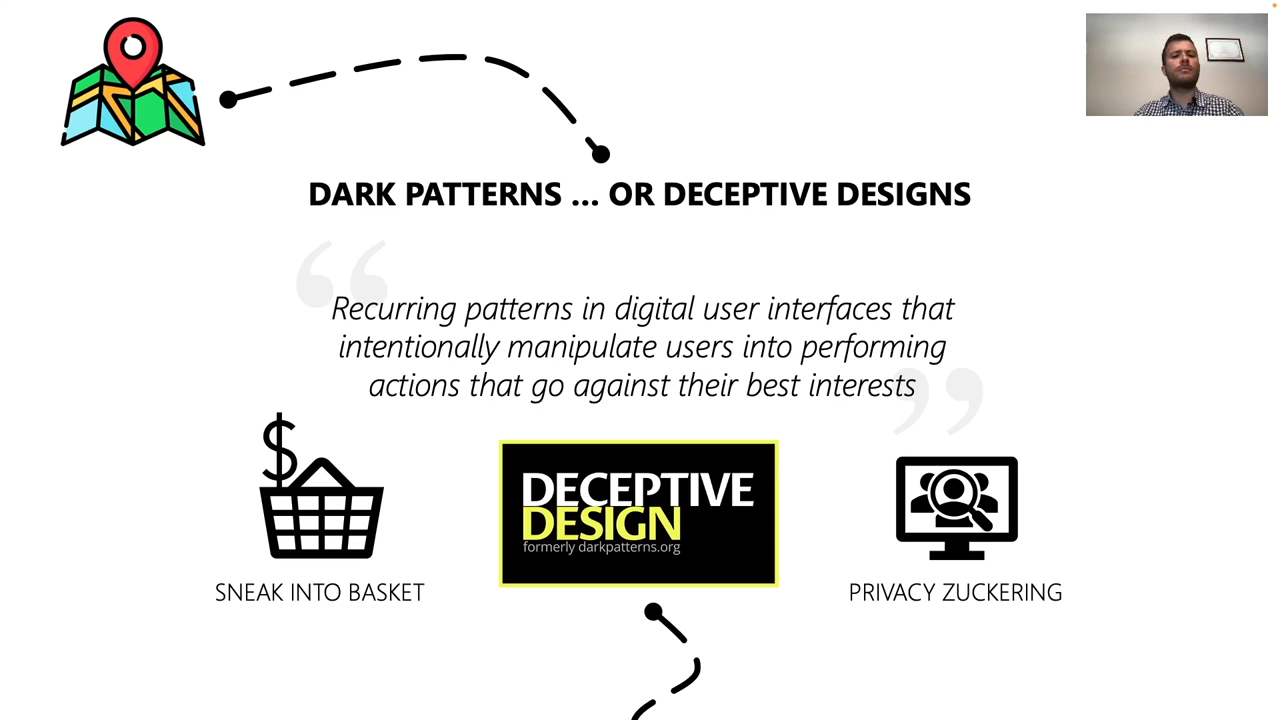 DARK PATTERNS ... OR DECEPTIVE DESIGNS
“
Recurring patterns in digital user interfaces that
intentionally manipulate users into performing
actions that go against their best interests
”
$
DECEPTIVE
DESIGN
formerly darkpatterns.org
SNEAK INTO BASKET
PRIVACY ZUCKERING